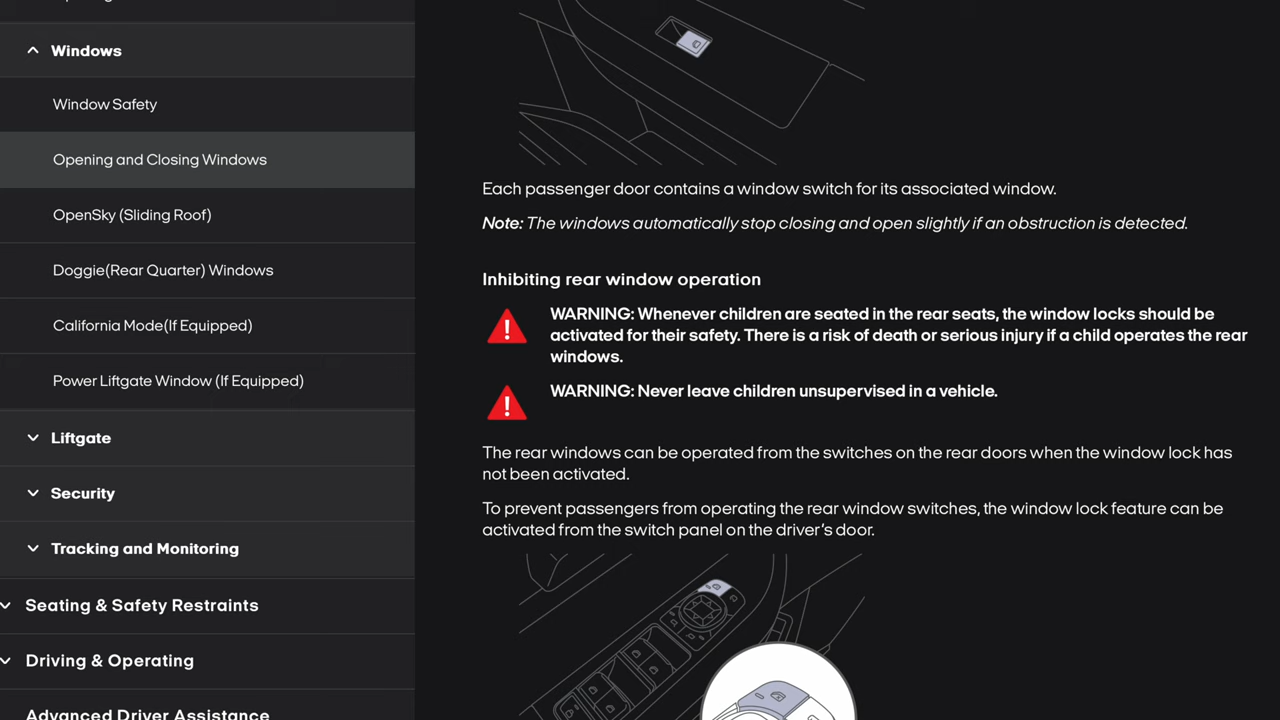 Windows
Window Safety
Opening and Closing Windows
OpenSky (Sliding Roof)
Doggie(Rear Quarter) Windows
California Mode(If Equipped)
Power Liftgate Window (If Equipped)
Liftgate
Security
Tracking and Monitoring
Seating & Safety Restraints
Driving & Operating
Advanced Driver Assistance
Each passenger door contains a window switch for its associated window.
Note: The windows automatically stop closing and open slightly if an obstruction is detected.
Inhibiting rear window operation
WARNING: Whenever children are seated in the rear seats, the window locks should be
activated for their safety. There is a risk of death or serious injury if a child operates the rear
windows.
WARNING: Never leave children unsupervised in a vehicle.
The rear windows can be operated from the switches on the rear doors when the window lock has
not been activated.
To prevent passengers from operating the rear window switches, the window lock feature can be
activated from the switch panel on the driver's door.